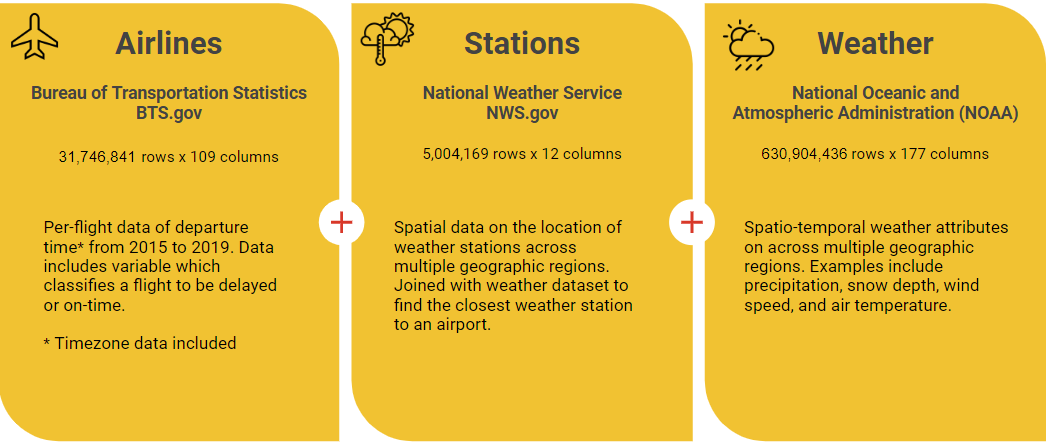 Airlines
Bureau of Transportation Statistics
BTS.gov
31,746,841 rows x 109 columns
Per-flight data of departure
time* from 2015 to 2019. Data
includes variable which
classifies a flight to be delayed
or on-time.
* Timezone data included
Stations
National Weather Service
NWS.gov
5,004,169 rows x 12 columns
Spatial data on the location of
weather stations across
multiple geographic regions.
Joined with weather dataset to
find the closest weather station
to an airport.
Weather
National Oceanic and
Atmospheric Administration (NOAA)
630,904,436 rows x 177 columns
Spatio-temporal weather attributes
on across multiple geographic
regions. Examples include
precipitation, snow depth, wind
speed, and air temperature.